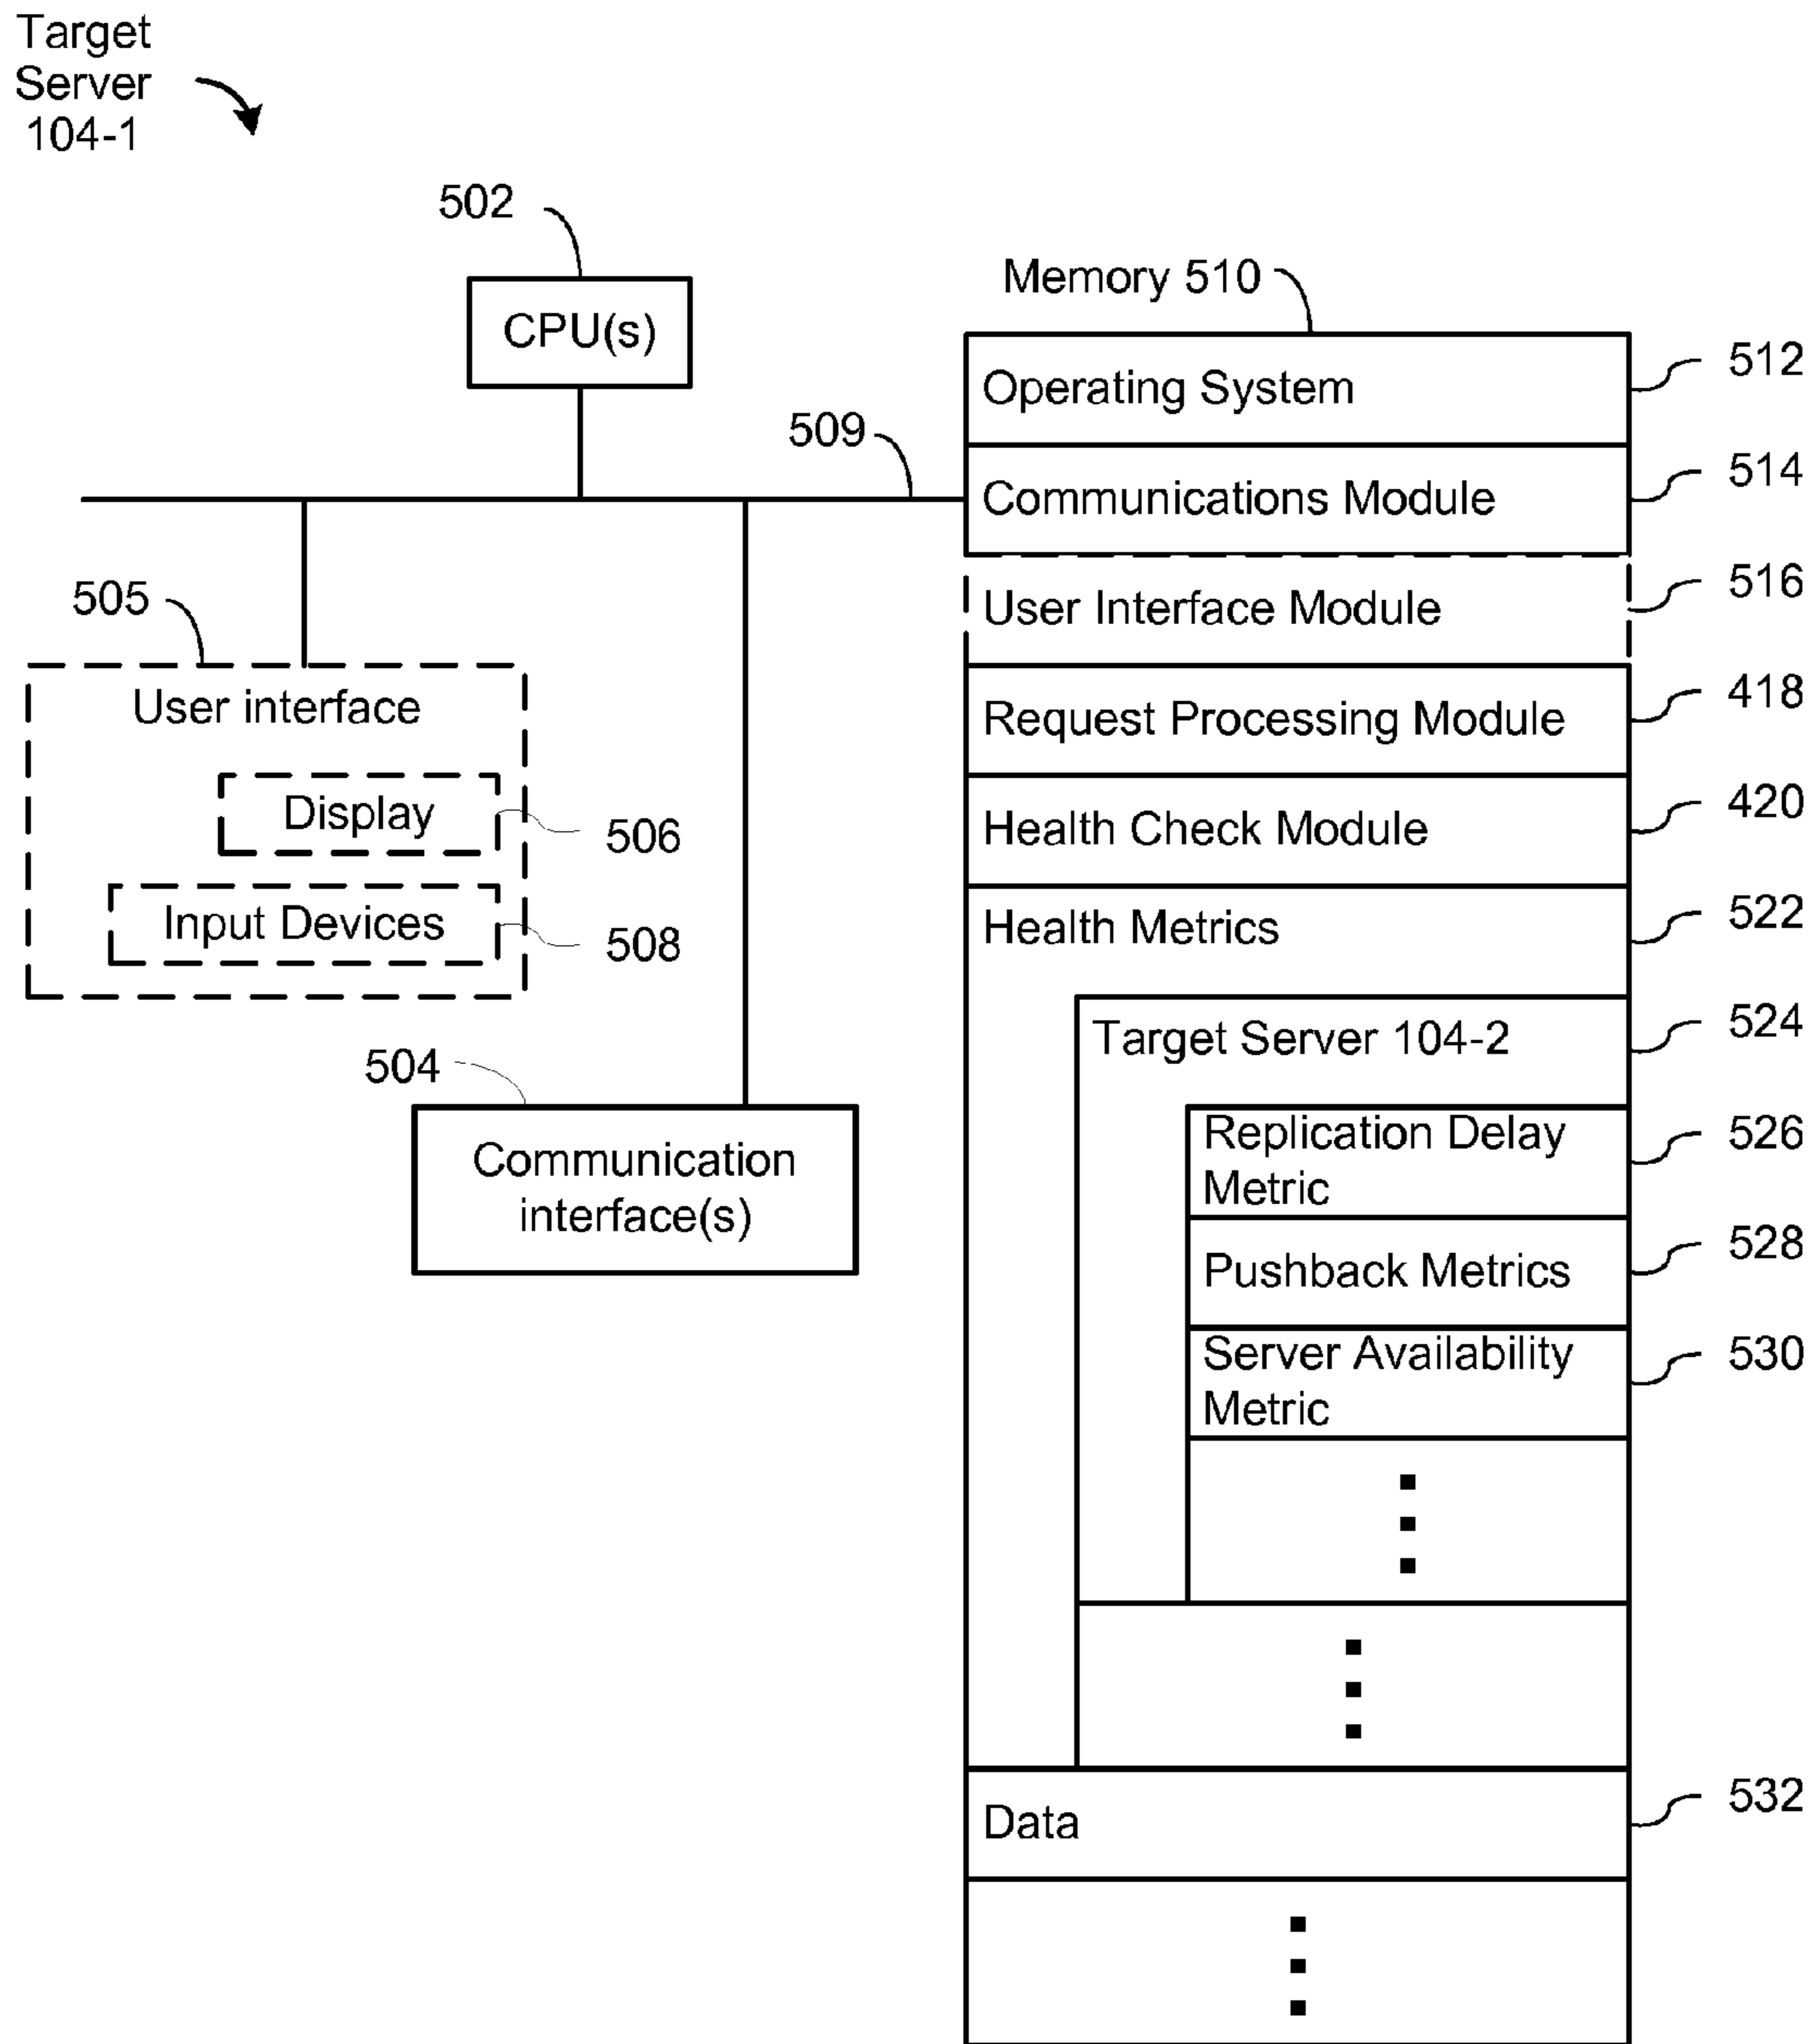 Target
Server
104-1
502
CPU(s)
509
505
User interface
Display
506
Input Devices
508
504
Communication
interface(s)
Memory 510
Operating System
512
Communications Module
514
User Interface Module
516
Request Processing Module
418
Health Check Module
420
Health Metrics
522
Target Server 104-2
524
Replication Delay
Metric
526
Pushback Metrics
528
Server Availability
Metric
530
Data
532